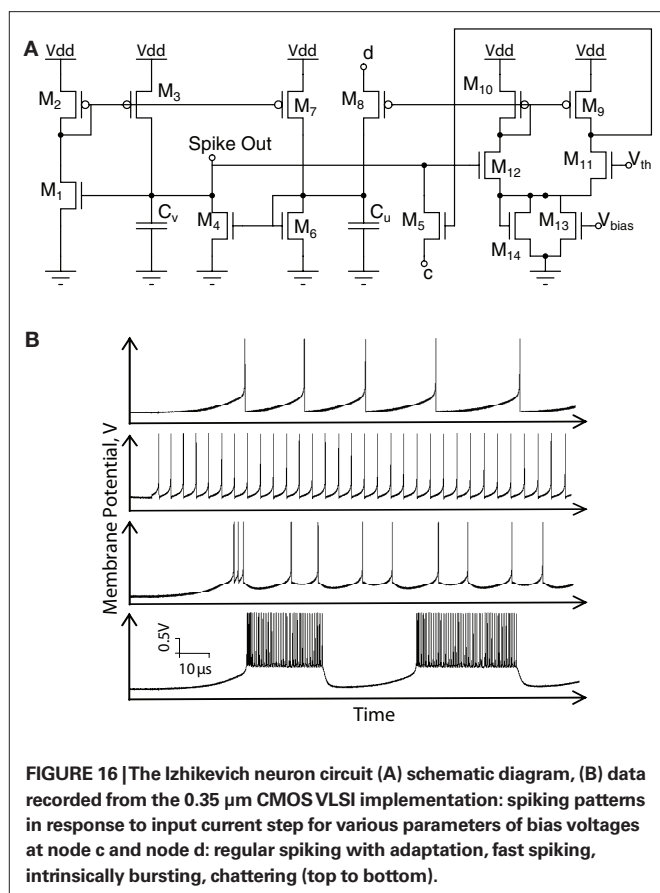 A
Vdd Vdd Vdd d Vdd Vdd
M2 M3 M7 M8 M10 M9
Spike Out
M12 M11 Vth
M1
Cv M4 M6 Cu M5 M13 Vbias
M14
c
B
Membrane Potential, V
0.5V
10 µs
Time
FIGURE 16 | The Izhikevich neuron circuit (A) schematic diagram, (B) data
recorded from the 0.35 µm CMOS VLSI implementation: spiking patterns
in response to input current step for various parameters of bias voltages
at node c and node d: regular spiking with adaptation, fast spiking,
intrinsically bursting, chattering (top to bottom).